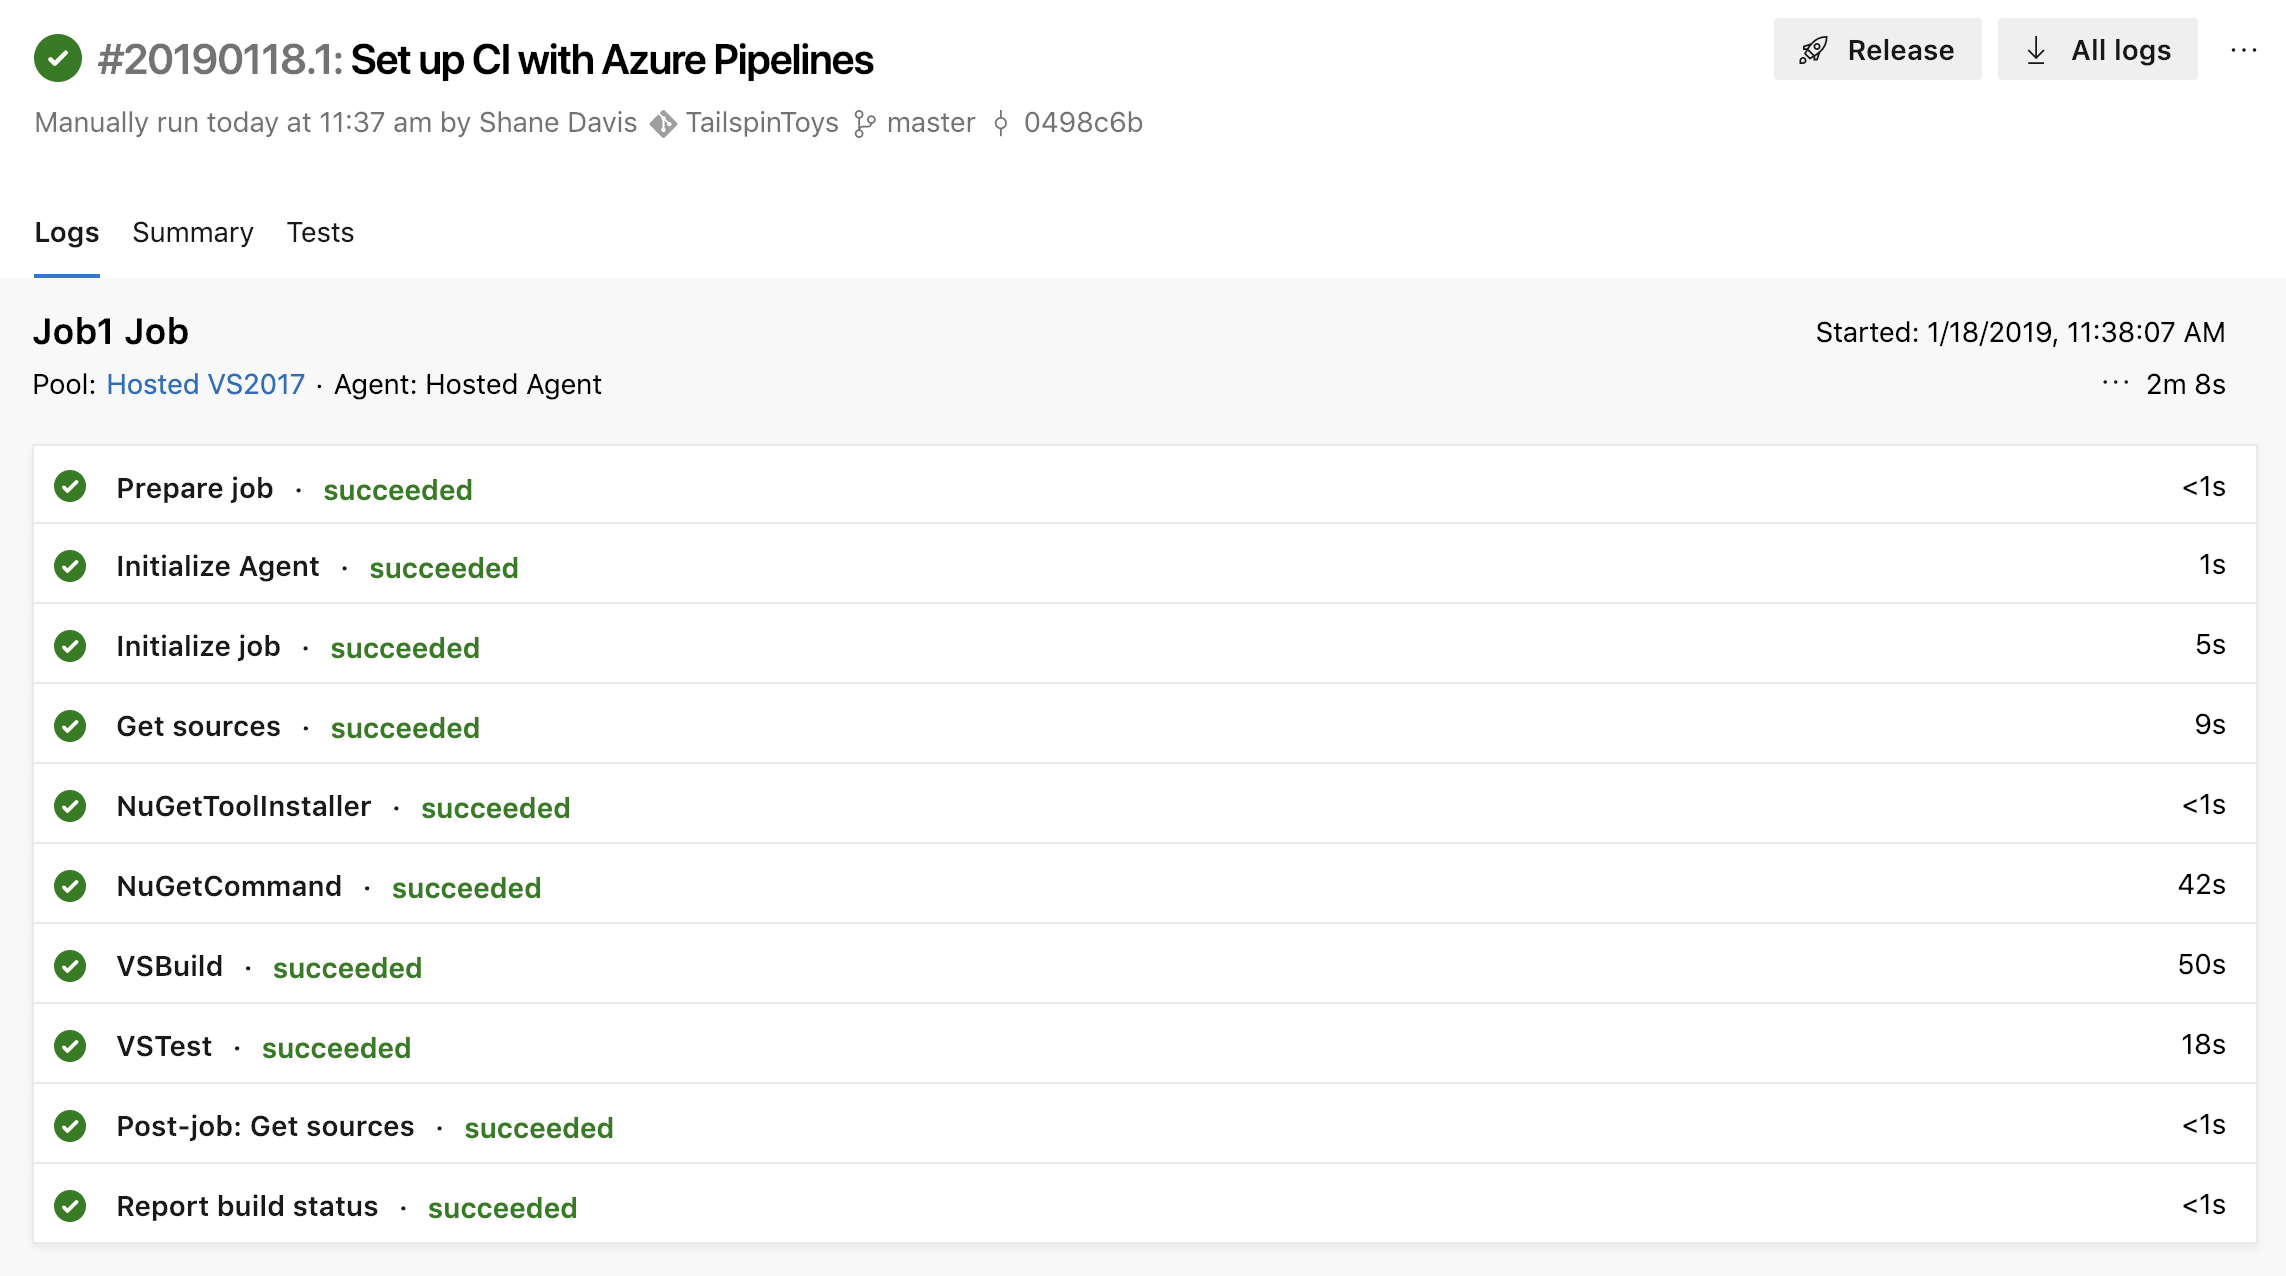 #20190118.1: Set up CI with Azure Pipelines
Release
All logs
Manually run today at 11:37 am by Shane Davis TailspinToys master 0498c6b
Logs Summary Tests
Job1 Job
Started: 1/18/2019, 11:38:07 AM
Pool: Hosted VS2017 · Agent: Hosted Agent
··· 2m 8s
Prepare job · succeeded <1s
Initialize Agent · succeeded 1s
Initialize job · succeeded 5s
Get sources · succeeded 9s
NuGetToolInstaller · succeeded <1s
NuGetCommand · succeeded 42s
VSBuild · succeeded 50s
VSTest · succeeded 18s
Post-job: Get sources · succeeded <1s
Report build status · succeeded <1s